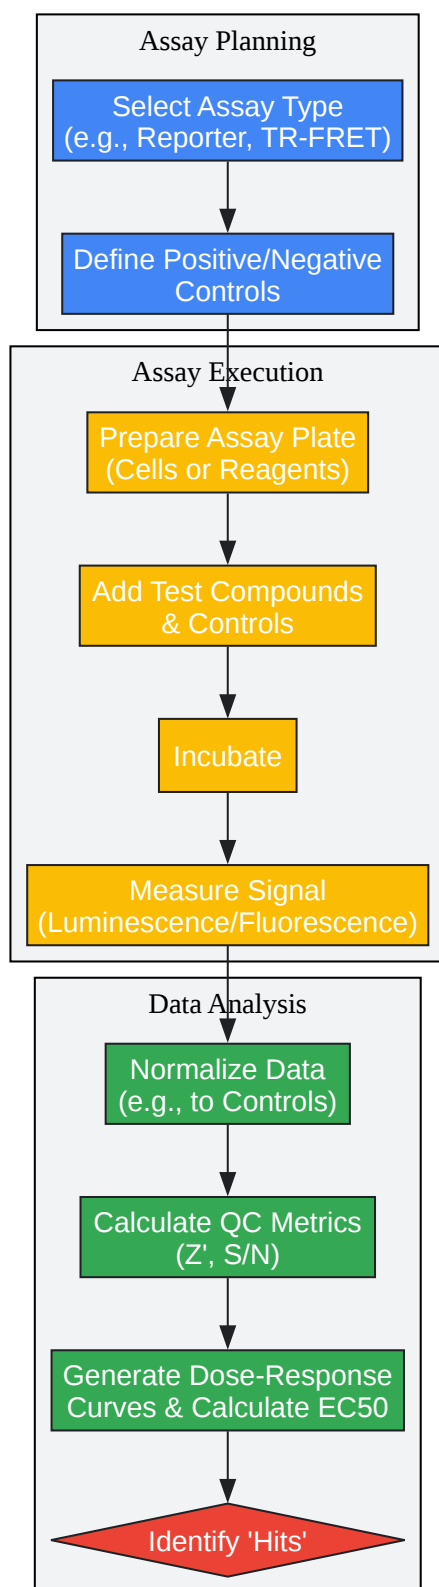 Assay Planning
Select Assay Type
(e.g., Reporter, TR-FRET)
Define Positive/Negative
Controls
Assay Execution
Prepare Assay Plate
(Cells or Reagents)
Add Test Compounds
& Controls
Incubate
Measure Signal
(Luminescence/Fluorescence)
Data Analysis
Normalize Data
(e.g., to Controls)
Calculate QC Metrics
(Z', S/N)
Generate Dose-Response
Curves & Calculate EC50
Identify 'Hits'